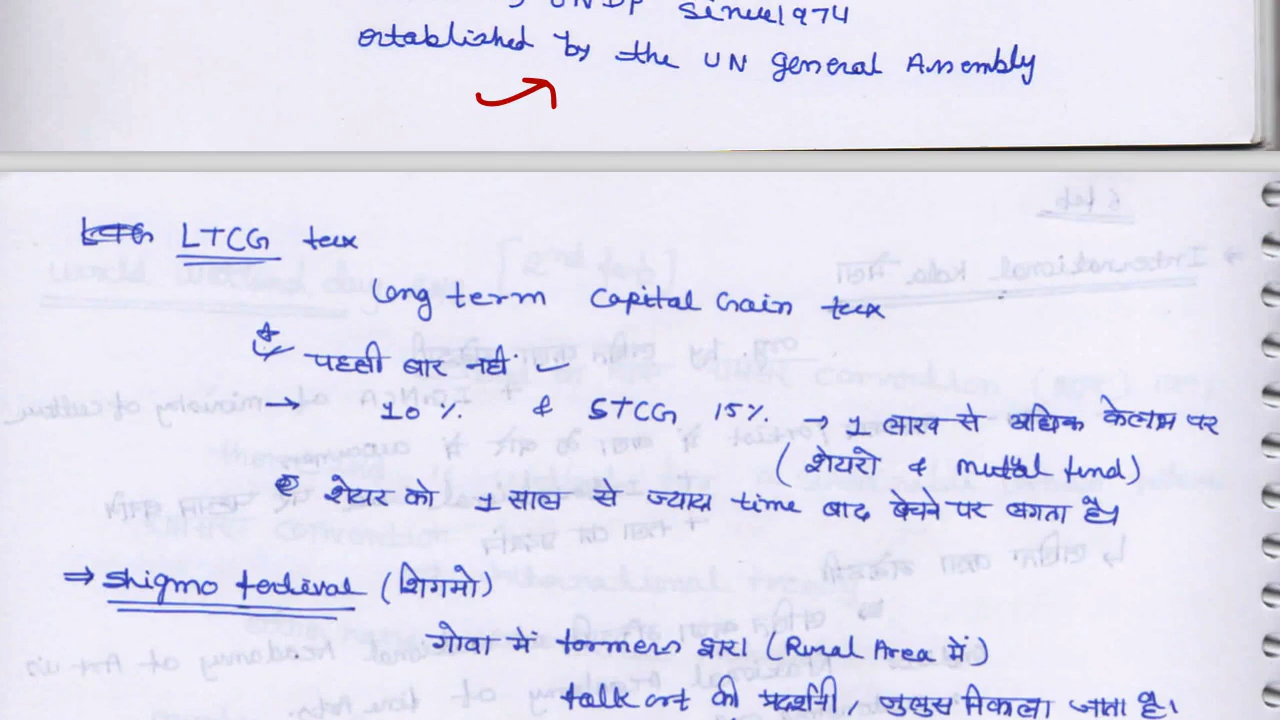 UNDP since 1974
established by the UN General Assembly
LTCG tax
Long term Capital Gain tax
पहली बार नही
→ 10 % & STCG 15% → 1 लाख से अधिक के लाभ पर
(शेयरो & mutual fund)
शेयर को 1 साल से ज्यादा time बाद बेचने पर लगता है।
⇒ Shigmo festival (शिगमो)
गोवा में farmers द्वारा (Rural Area में)
folk art की प्रदर्शनी, जुलुस निकाला जाता है।